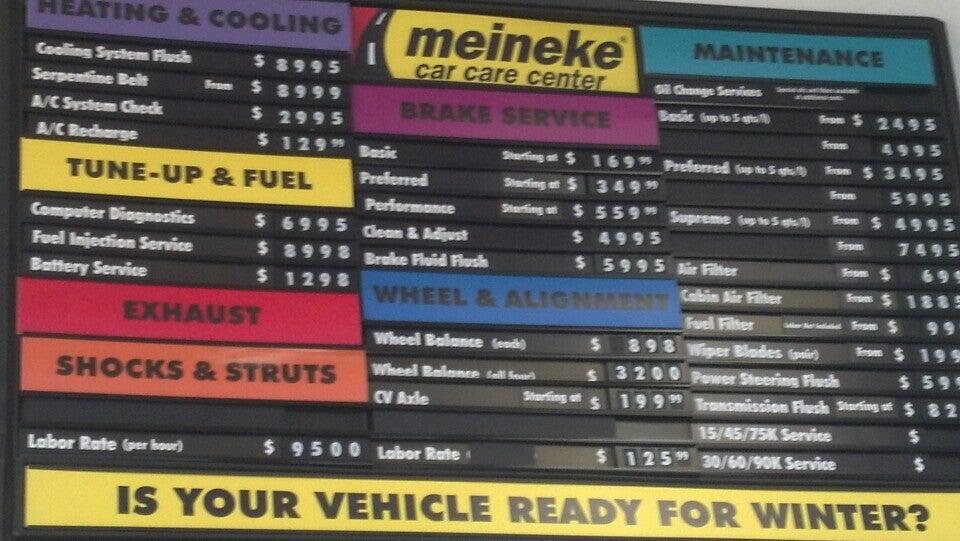 HEATING & COOLING
Cooling System Flush $ 8995
Serpentine Belt From $ 8999
A/C System Check $ 2995
A/C Recharge $ 12999
TUNE-UP & FUEL
Computer Diagnostics $ 6995
Fuel Injection Service $ 8998
Battery Service $ 1298
EXHAUST
SHOCKS & STRUTS
Labor Rate (per hour) $ 9500
meineke®
car care center
BRAKE SERVICE
Basic Starting at $ 16999
Preferred Starting at $ 34999
Performance Starting at $ 55999
Clean & Adjust $ 4995
Brake Fluid Flush $ 5995
WHEEL & ALIGNMENT
Wheel Balance (each) $ 898
Wheel Balance (all four) $ 3200
CV Axle Starting at $ 19999
Labor Rate $ 12599
MAINTENANCE
Oil Change Services
Basic (up to 5 qts/l) From $ 2495
From 4995
Preferred (up to 5 qts/l) From $ 3495
From 5995
Supreme (up to 5 qts/l) From $ 4995
From 7495
Air Filter From $ 699
Cabin Air Filter From $ 1885
Fuel Filter From $ 99
Wiper Blades (pair) From $ 199
Power Steering Flush $ 599
Transmission Flush Starting at $ 82
15/45/75K Service $
30/60/90K Service $
IS YOUR VEHICLE READY FOR WINTER?